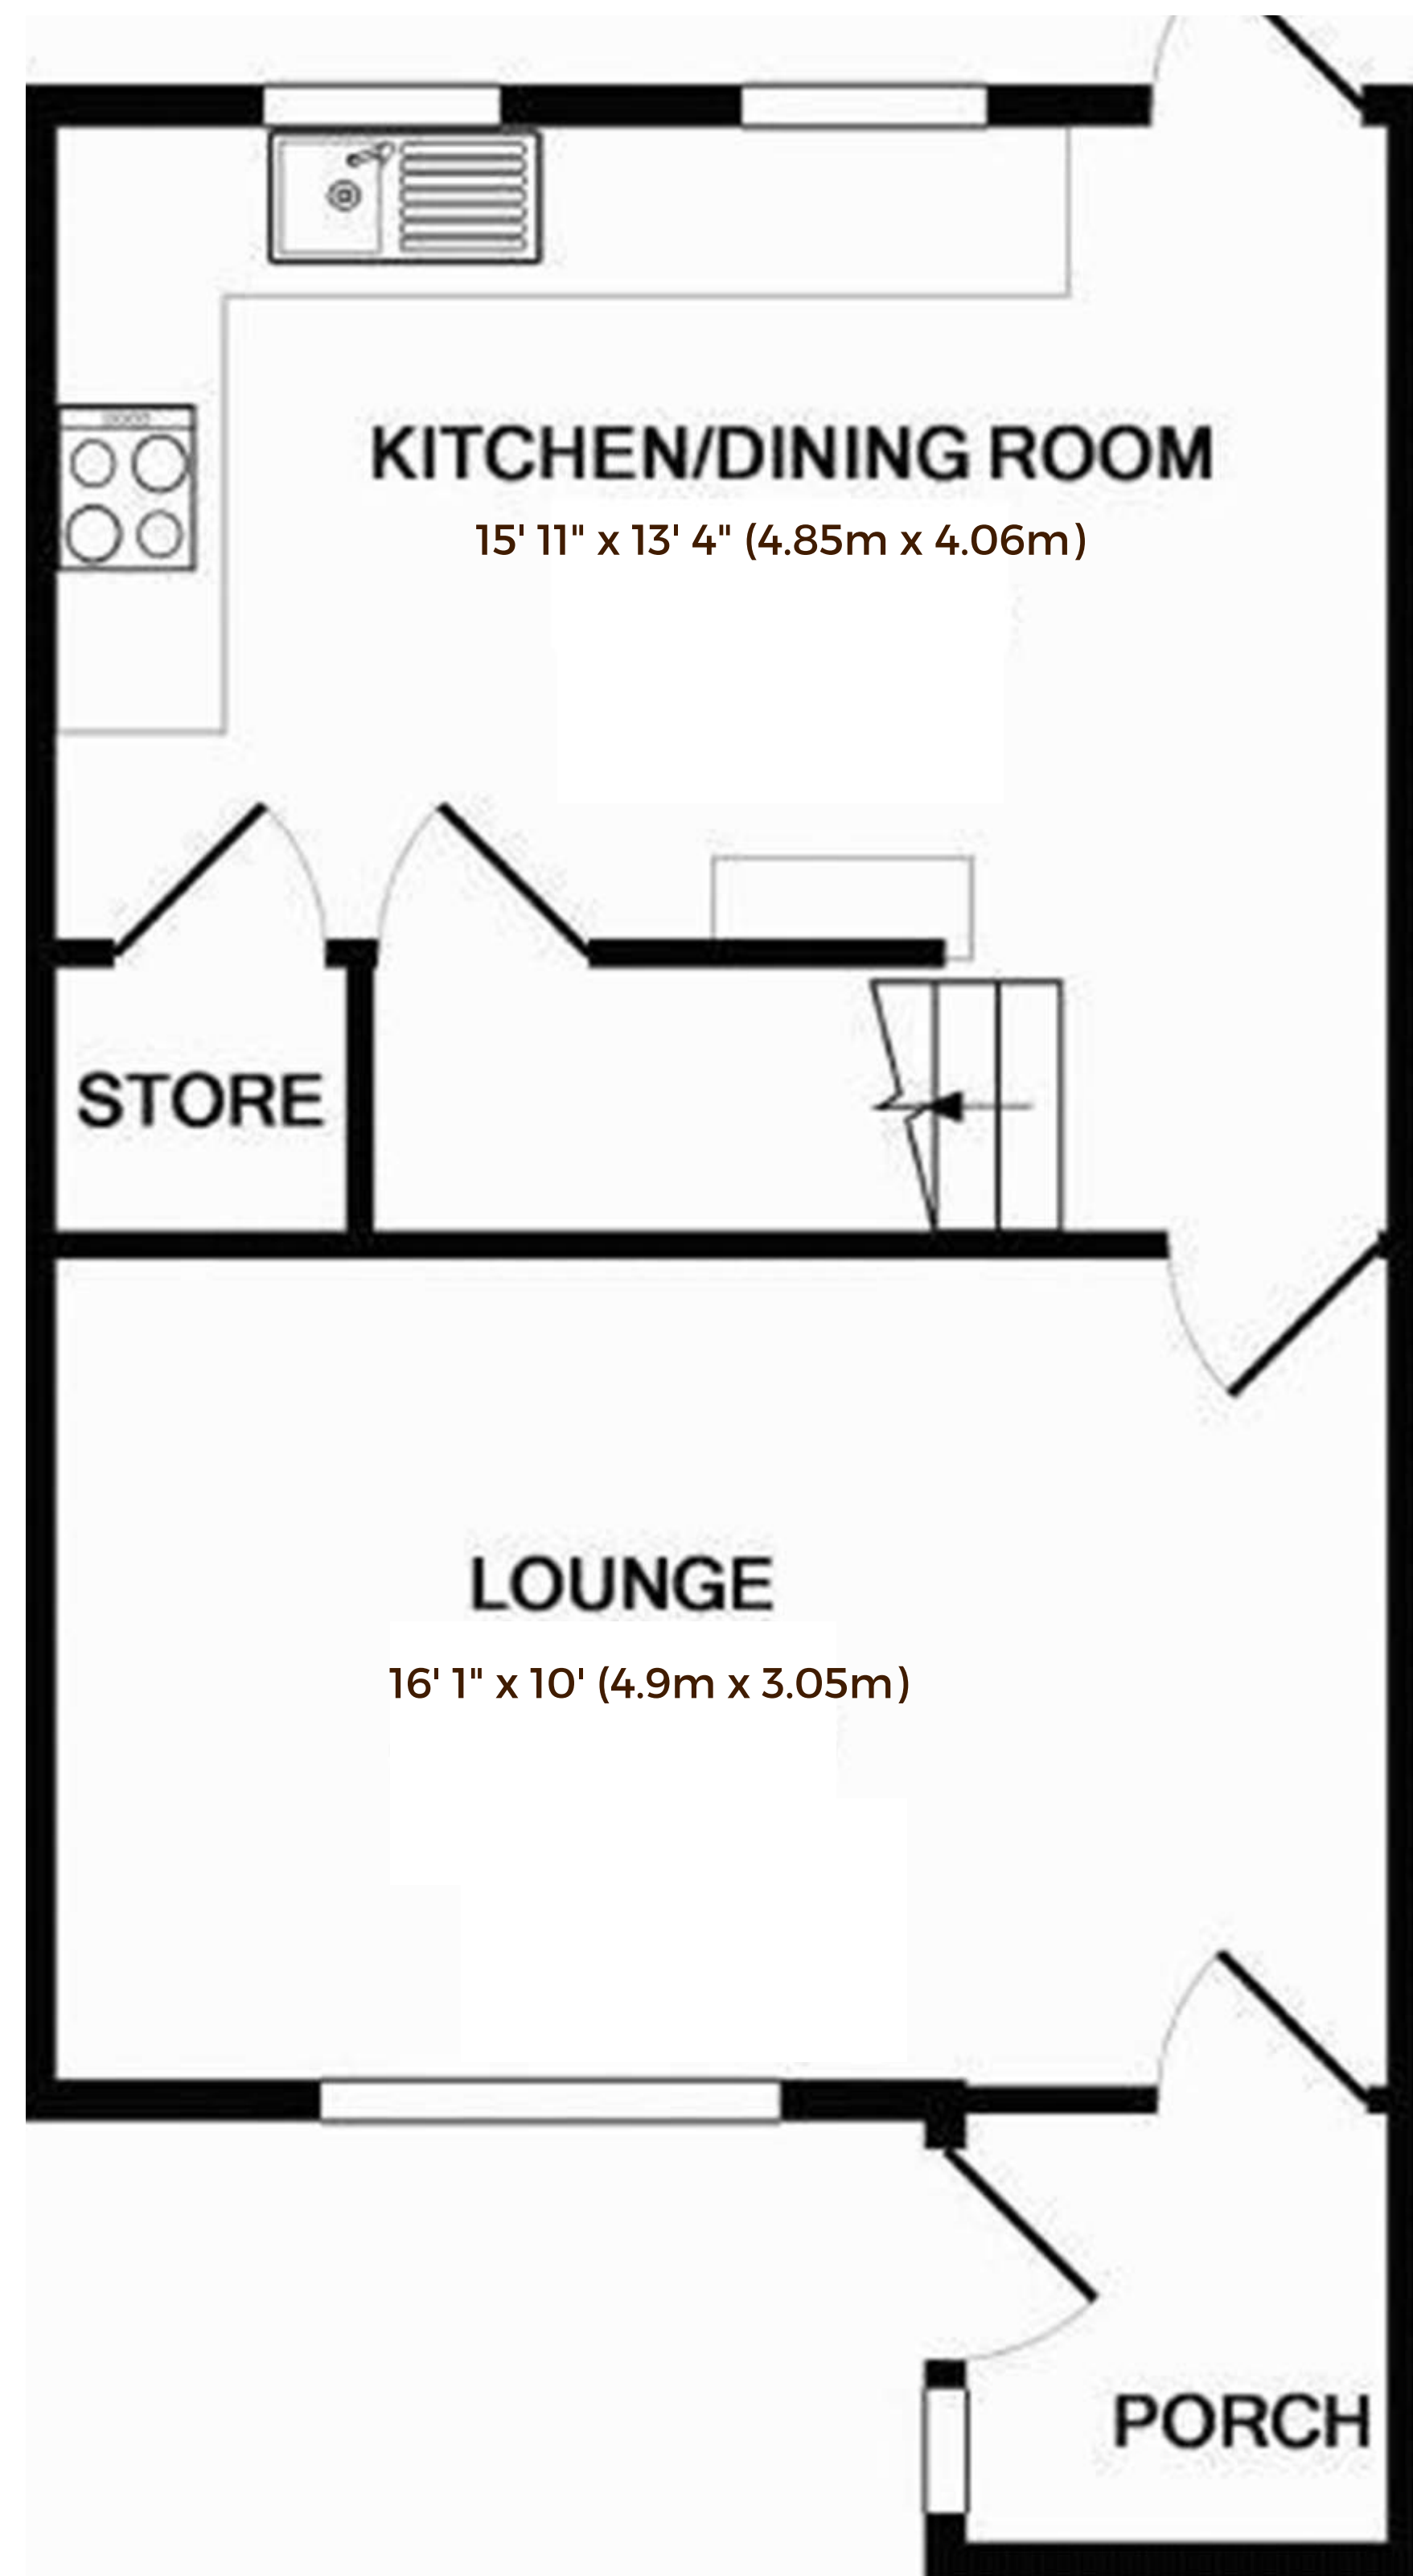 KITCHEN/DINING ROOM
15' 11" x 13' 4" (4.85m x 4.06m)
STORE
LOUNGE
16' 1" x 10' (4.9m x 3.05m)
PORCH